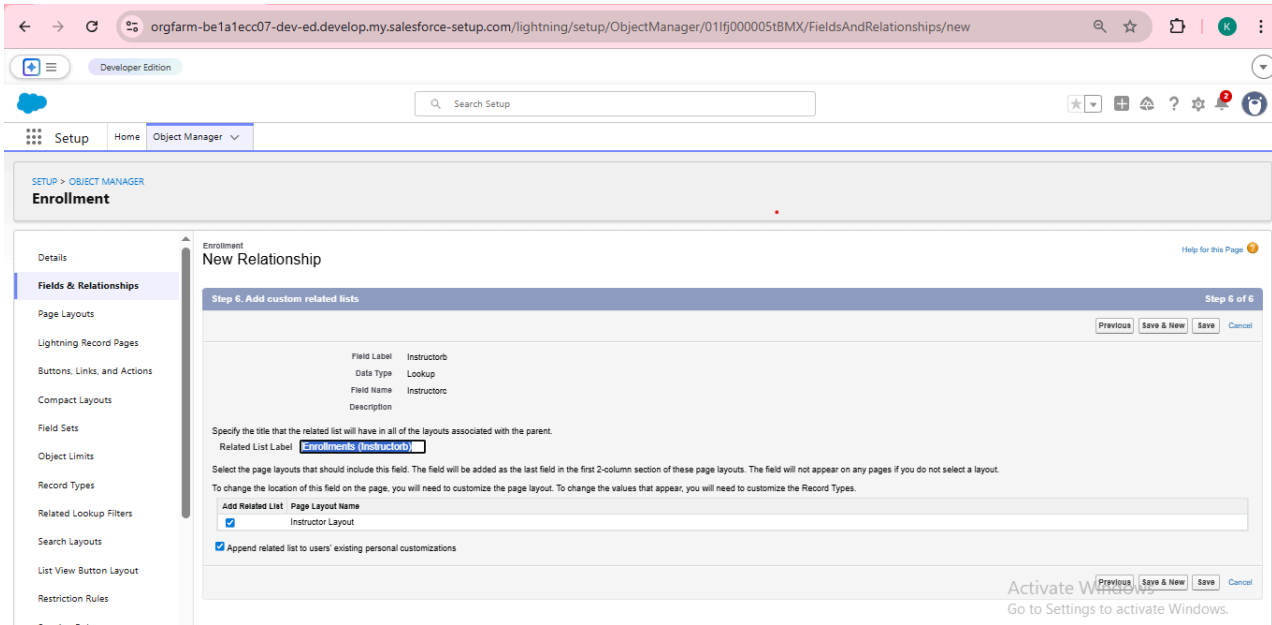 orgfarm-be1a1ecc07-dev-ed.develop.my.salesforce-setup.com/lightning/setup/ObjectManager/01Ifj000005tBMX/FieldsAndRelationships/new
K
Developer Edition
Search Setup
2
Setup Home Object Manager
SETUP > OBJECT MANAGER
Enrollment
Details
Fields & Relationships
Page Layouts
Lightning Record Pages
Buttons, Links, and Actions
Compact Layouts
Field Sets
Object Limits
Record Types
Related Lookup Filters
Search Layouts
List View Button Layout
Restriction Rules
Enrollment
New Relationship
Help for this Page
Step 6. Add custom related lists Step 6 of 6
Previous Save & New Save Cancel
Field Label Instructorb
Data Type Lookup
Field Name Instructorc
Description
Specify the title that the related list will have in all of the layouts associated with the parent.
Related List Label Enrollments (Instructorb)
Select the page layouts that should include this field. The field will be added as the last field in the first 2-column section of these page layouts. The field will not appear on any pages if you do not select a layout.
To change the location of this field on the page, you will need to customize the page layout. To change the values that appear, you will need to customize the Record Types.
Add Related List Page Layout Name
Instructor Layout
Append related list to users' existing personal customizations
Previous Save & New Save Cancel
Activate Windows
Go to Settings to activate Windows.